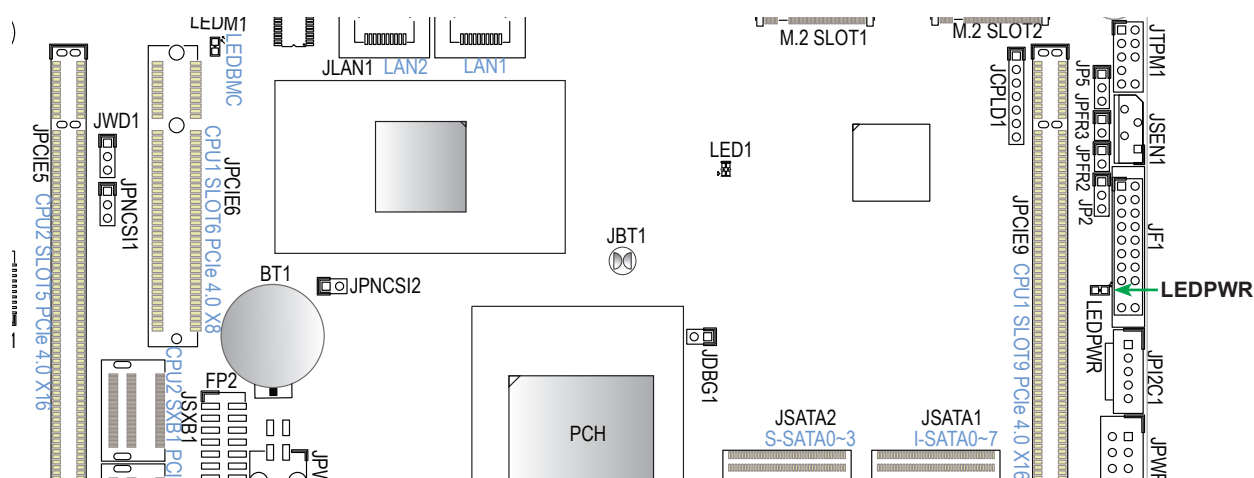 )
LEDM1
LEDBMC
JLAN1
LAN2
LAN1
M.2 SLOT1
M.2 SLOT2
JTPM1
JCPLD1
JP5
JPFR3
JSEN1
JPFR2
JP2
JWD1
JPCIE5
CPU2 SLOT5 PCIe 4.0 X16
JPNCSI1
JPCIE6
CPU1 SLOT6 PCIe 4.0 X8
LED1
JBT1
JPCIE9
CPU1 SLOT9 PCIe 4.0 X16
JF1
BT1
JPNCSI2
LEDPWR
LEDPWR
JDBG1
JPI2C1
CPU2 SXB1 PCI
JSXB1
FP2
PCH
JSATA2
S-SATA0~3
JSATA1
I-SATA0~7